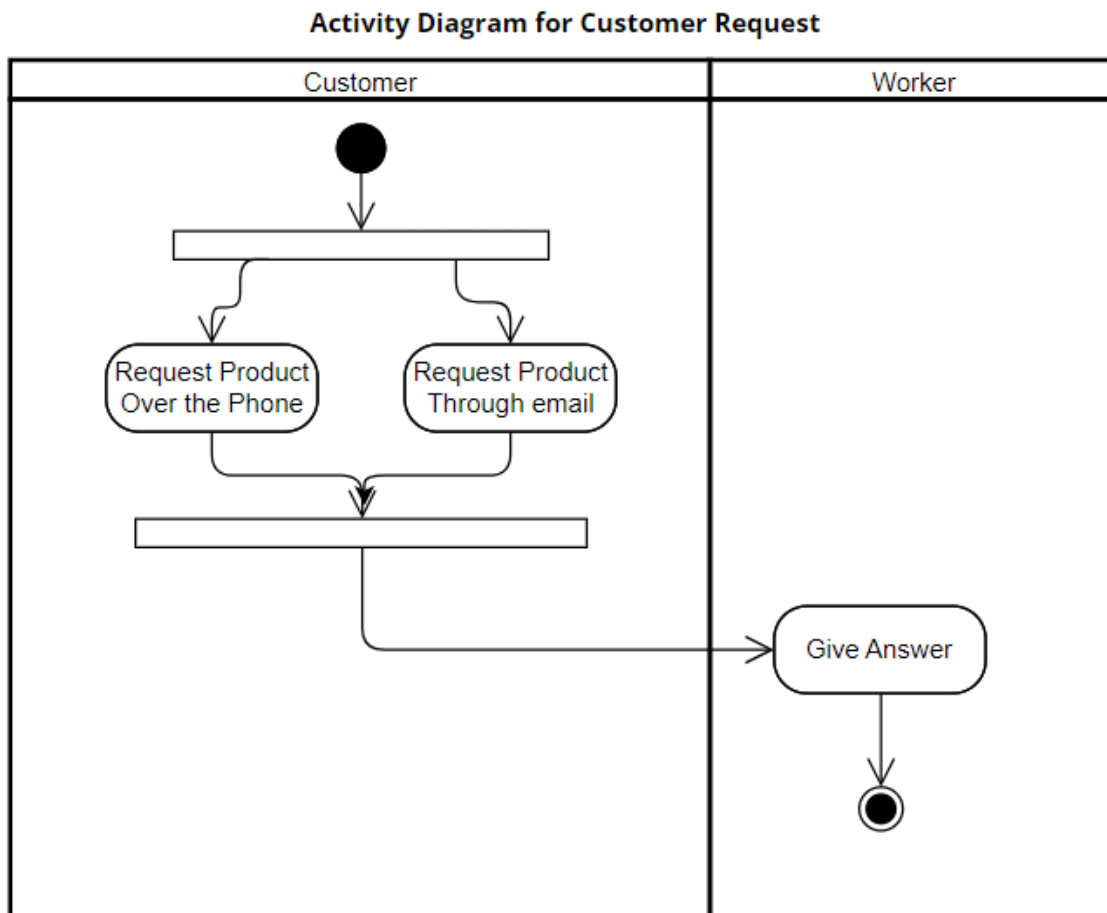 Activity Diagram for Customer Request
Customer
Worker
Request Product
Over the Phone
Request Product
Through email
Give Answer